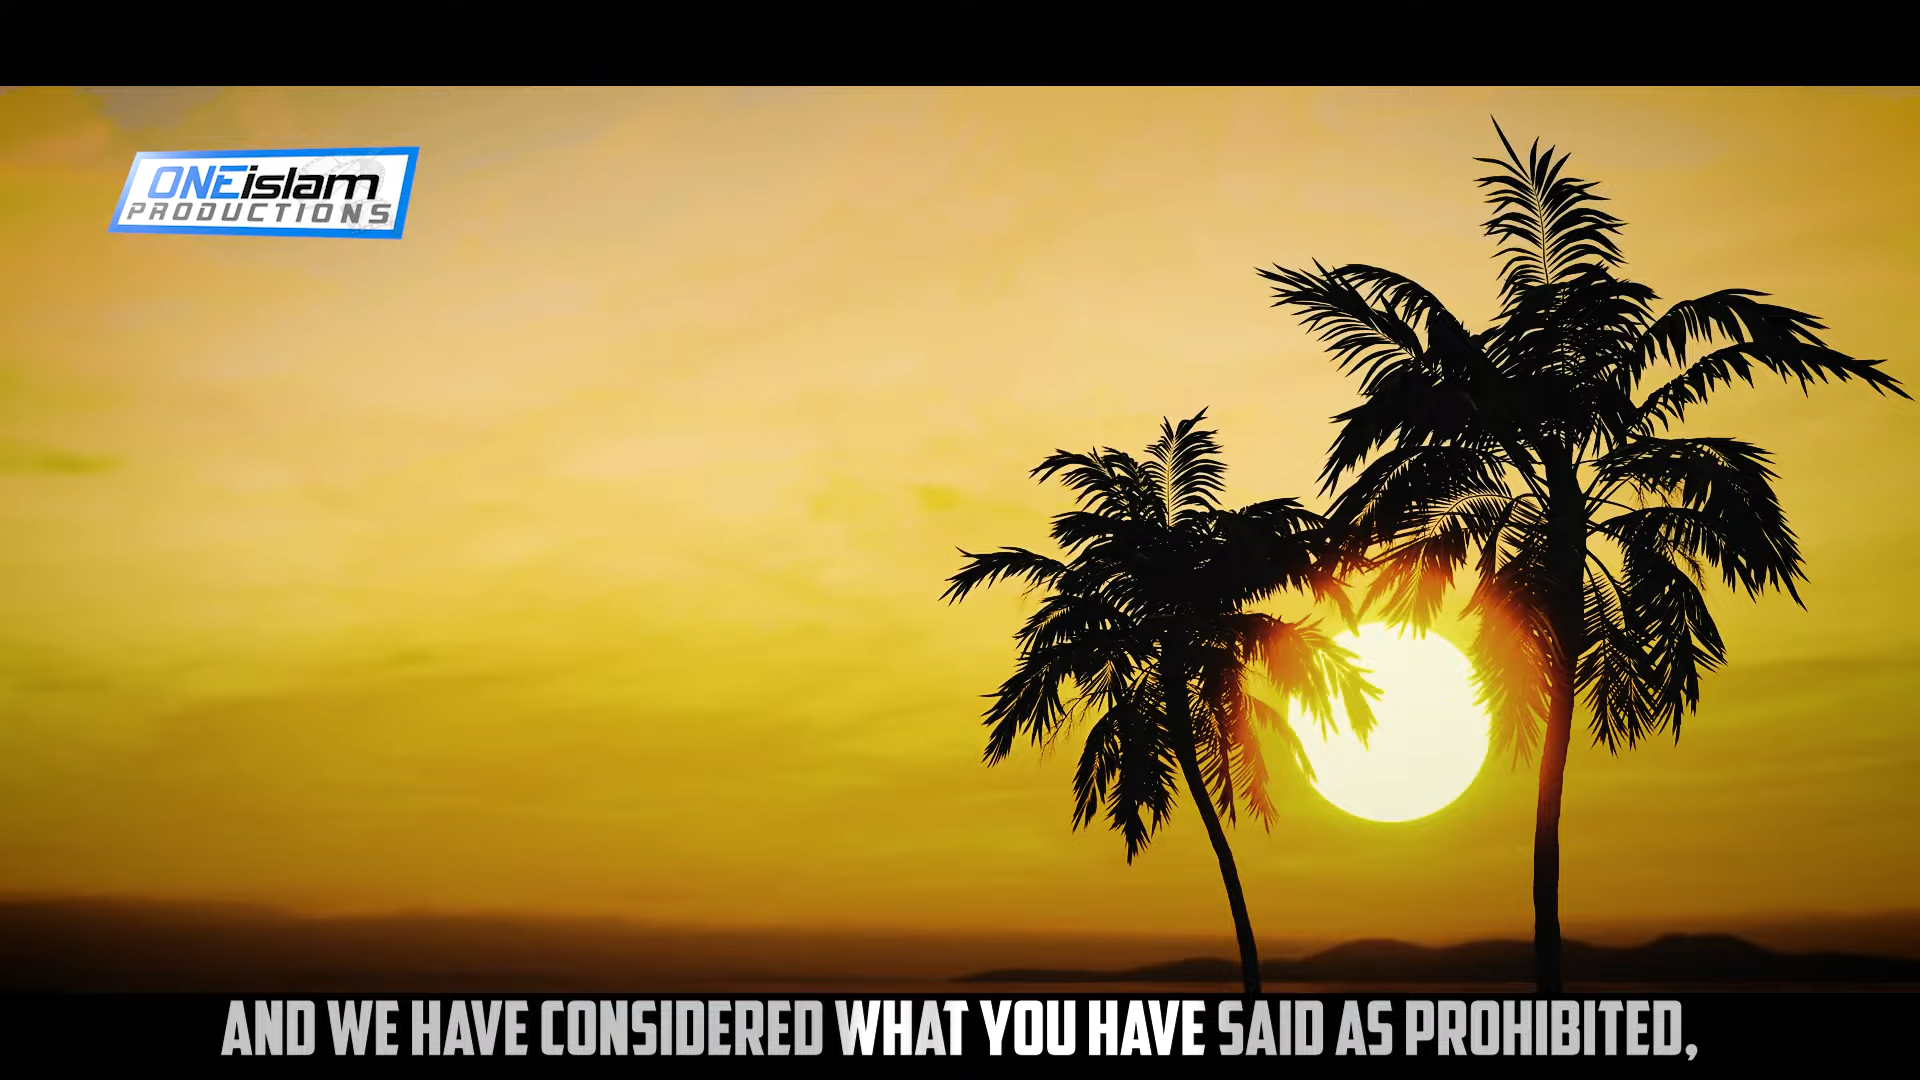 ONEislam
PRODUCTIONS
AND WE HAVE CONSIDERED WHAT YOU HAVE SAID AS PROHIBITED,